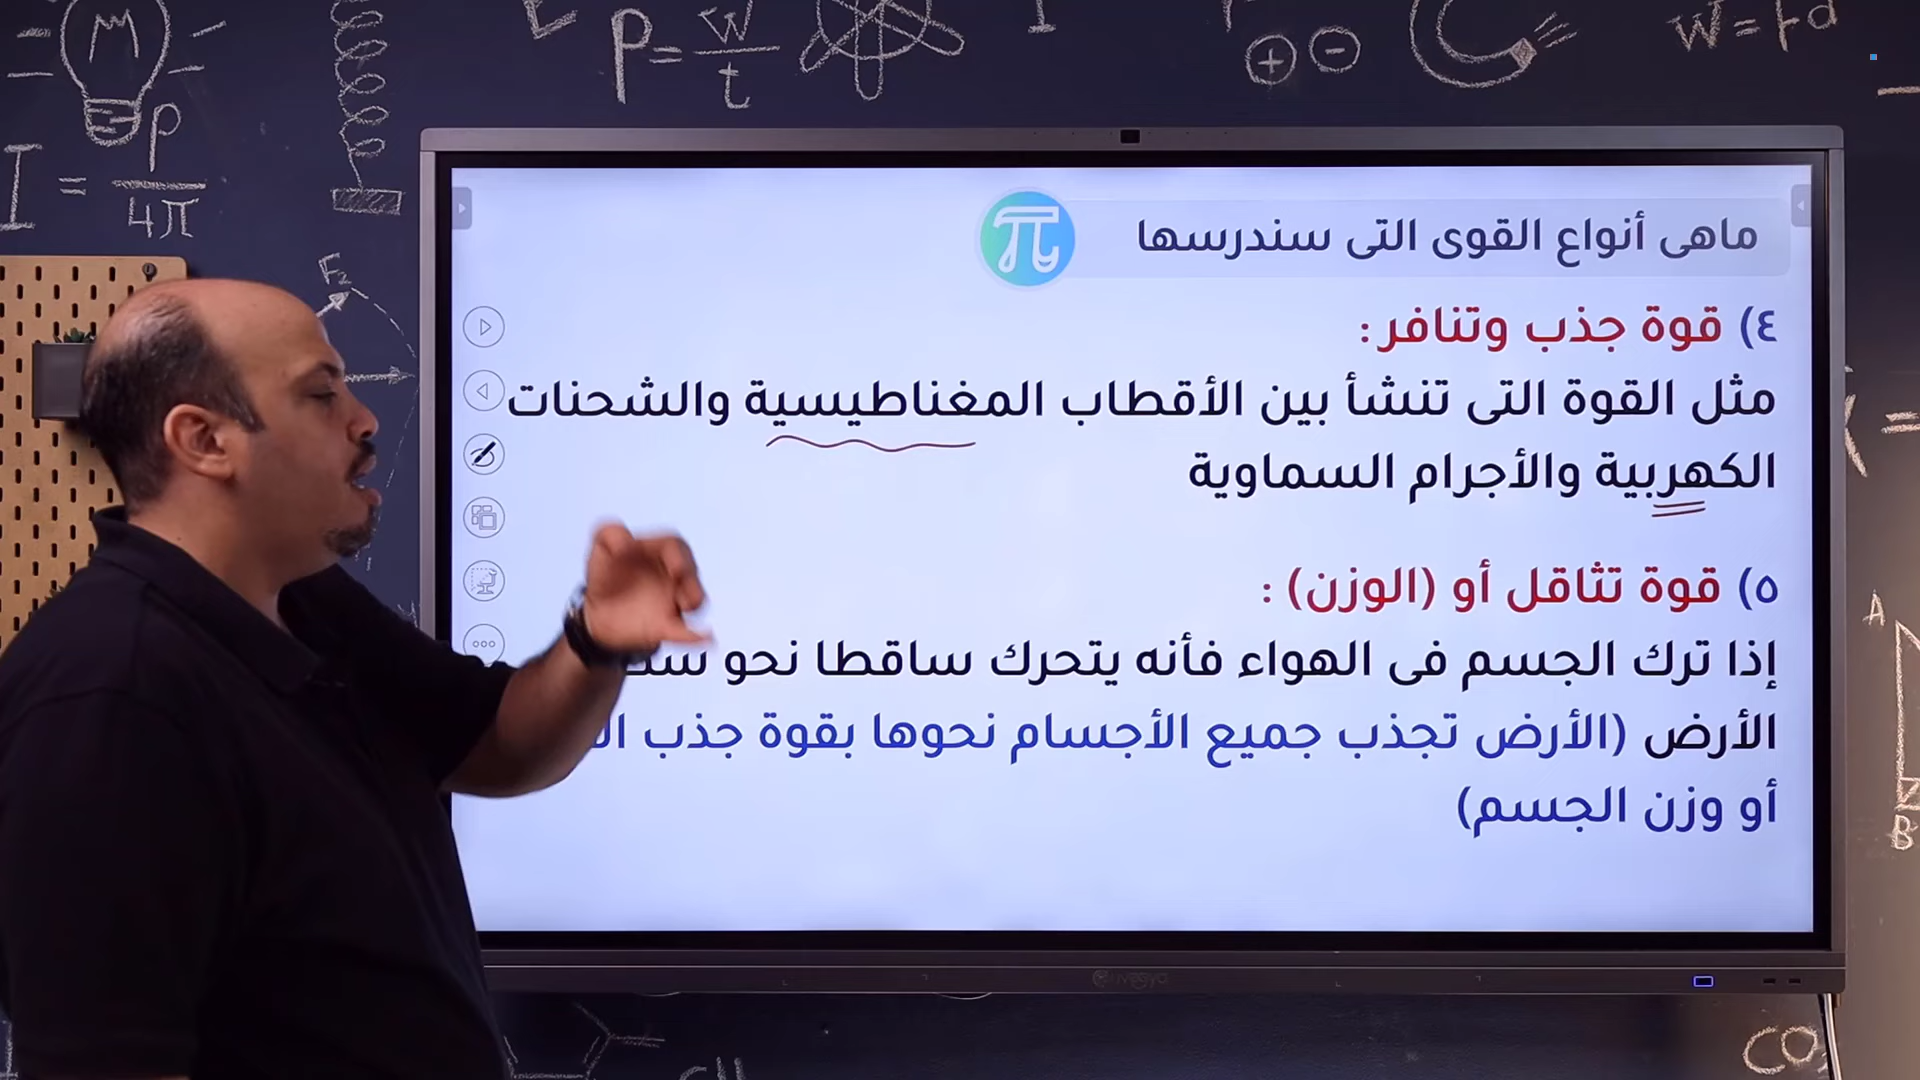 P = W / t
W = Fd
I = P / 4π
F2
ماهى أنواع القوى التى سندرسها
٤) قوة جذب وتنافر :
مثل القوة التى تنشأ بين الأقطاب المغناطيسية والشحنات
الكهربية والأجرام السماوية
٥) قوة تثاقل أو (الوزن) :
إذا ترك الجسم فى الهواء فأنه يتحرك ساقطا نحو
الأرض (الأرض تجذب جميع الأجسام نحوها بقوة جذب
أو وزن الجسم)
A
B